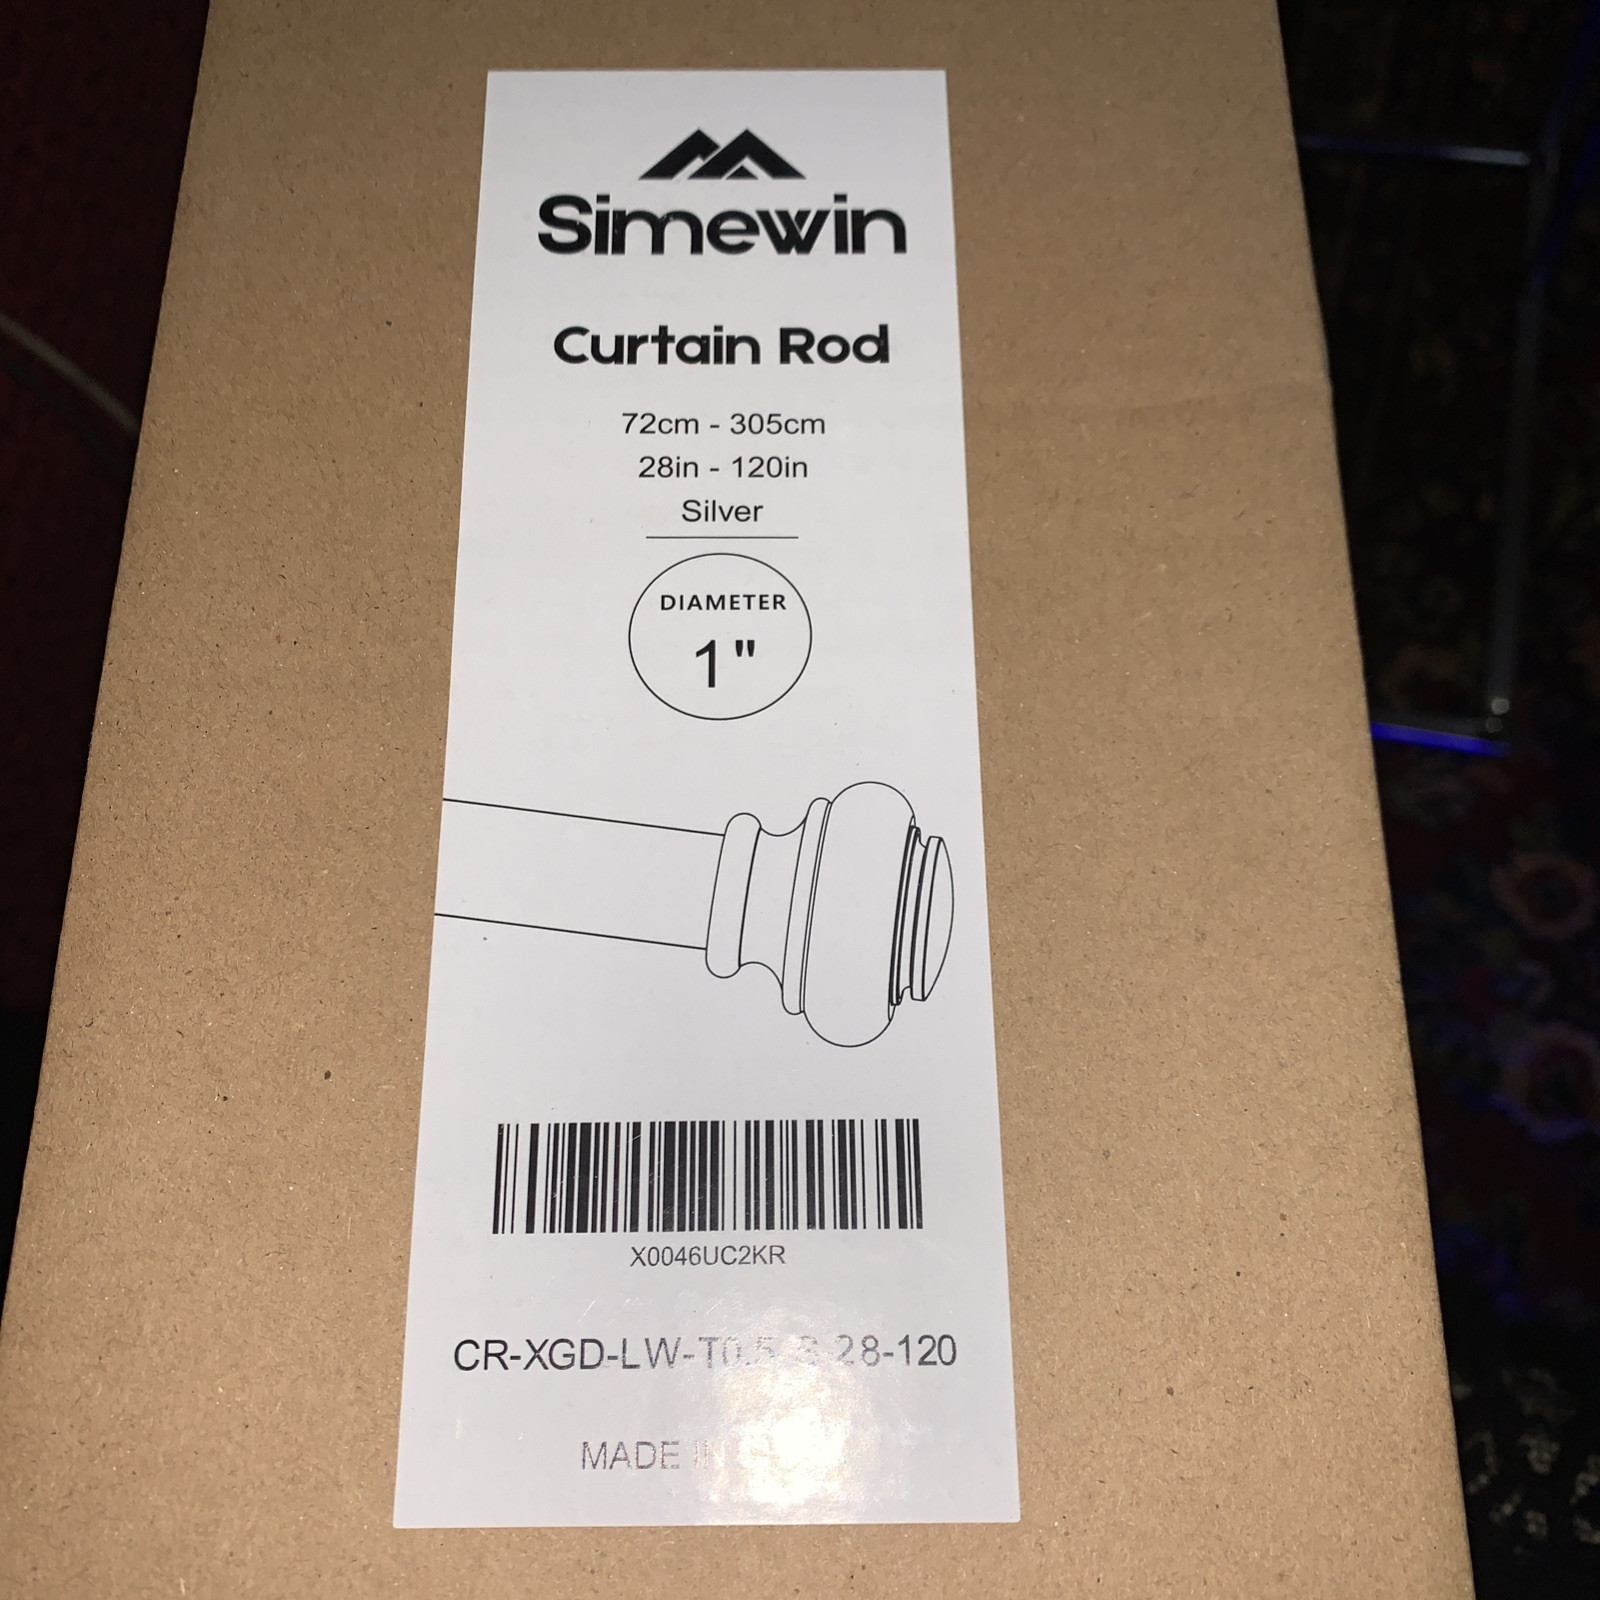 Simewin
Curtain Rod
72cm - 305cm
28in - 120in
Silver
DIAMETER
1"
X0046UC2KR
CR-XGD-LW-T0.5-S-28-120
MADE IN